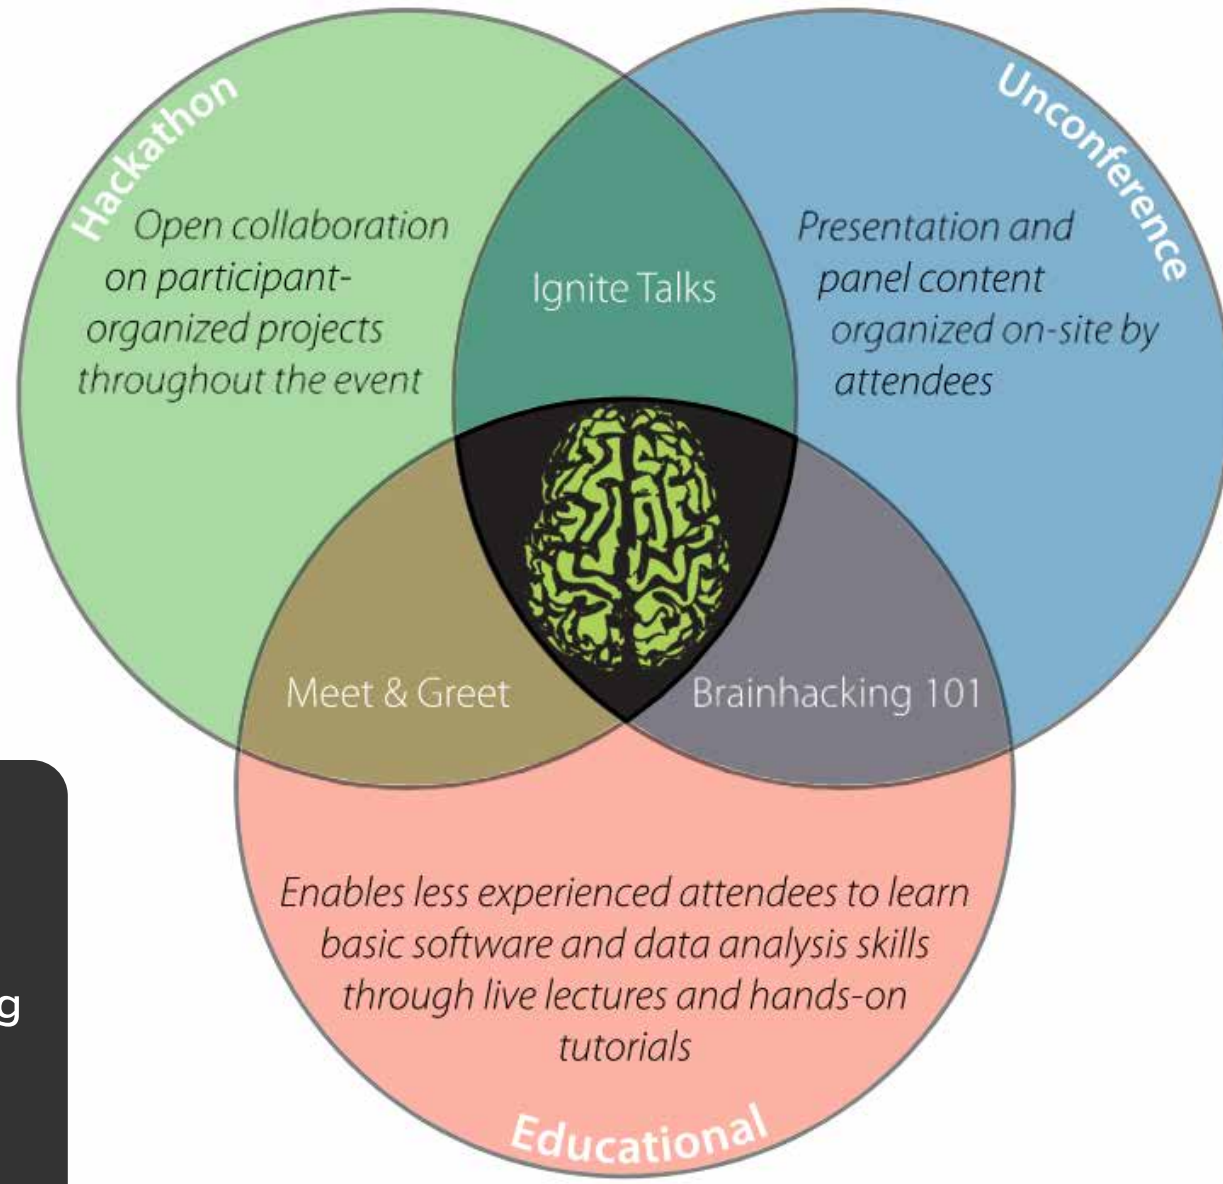 Hackathon
Unconference
Open collaboration
on participant-
organized projects
throughout the event
Ignite Talks
Presentation and
panel content
organized on-site by
attendees
Meet & Greet
Brainhacking 101
Enables less experienced attendees to learn
basic software and data analysis skills
through live lectures and hands-on
tutorials
Educational
g